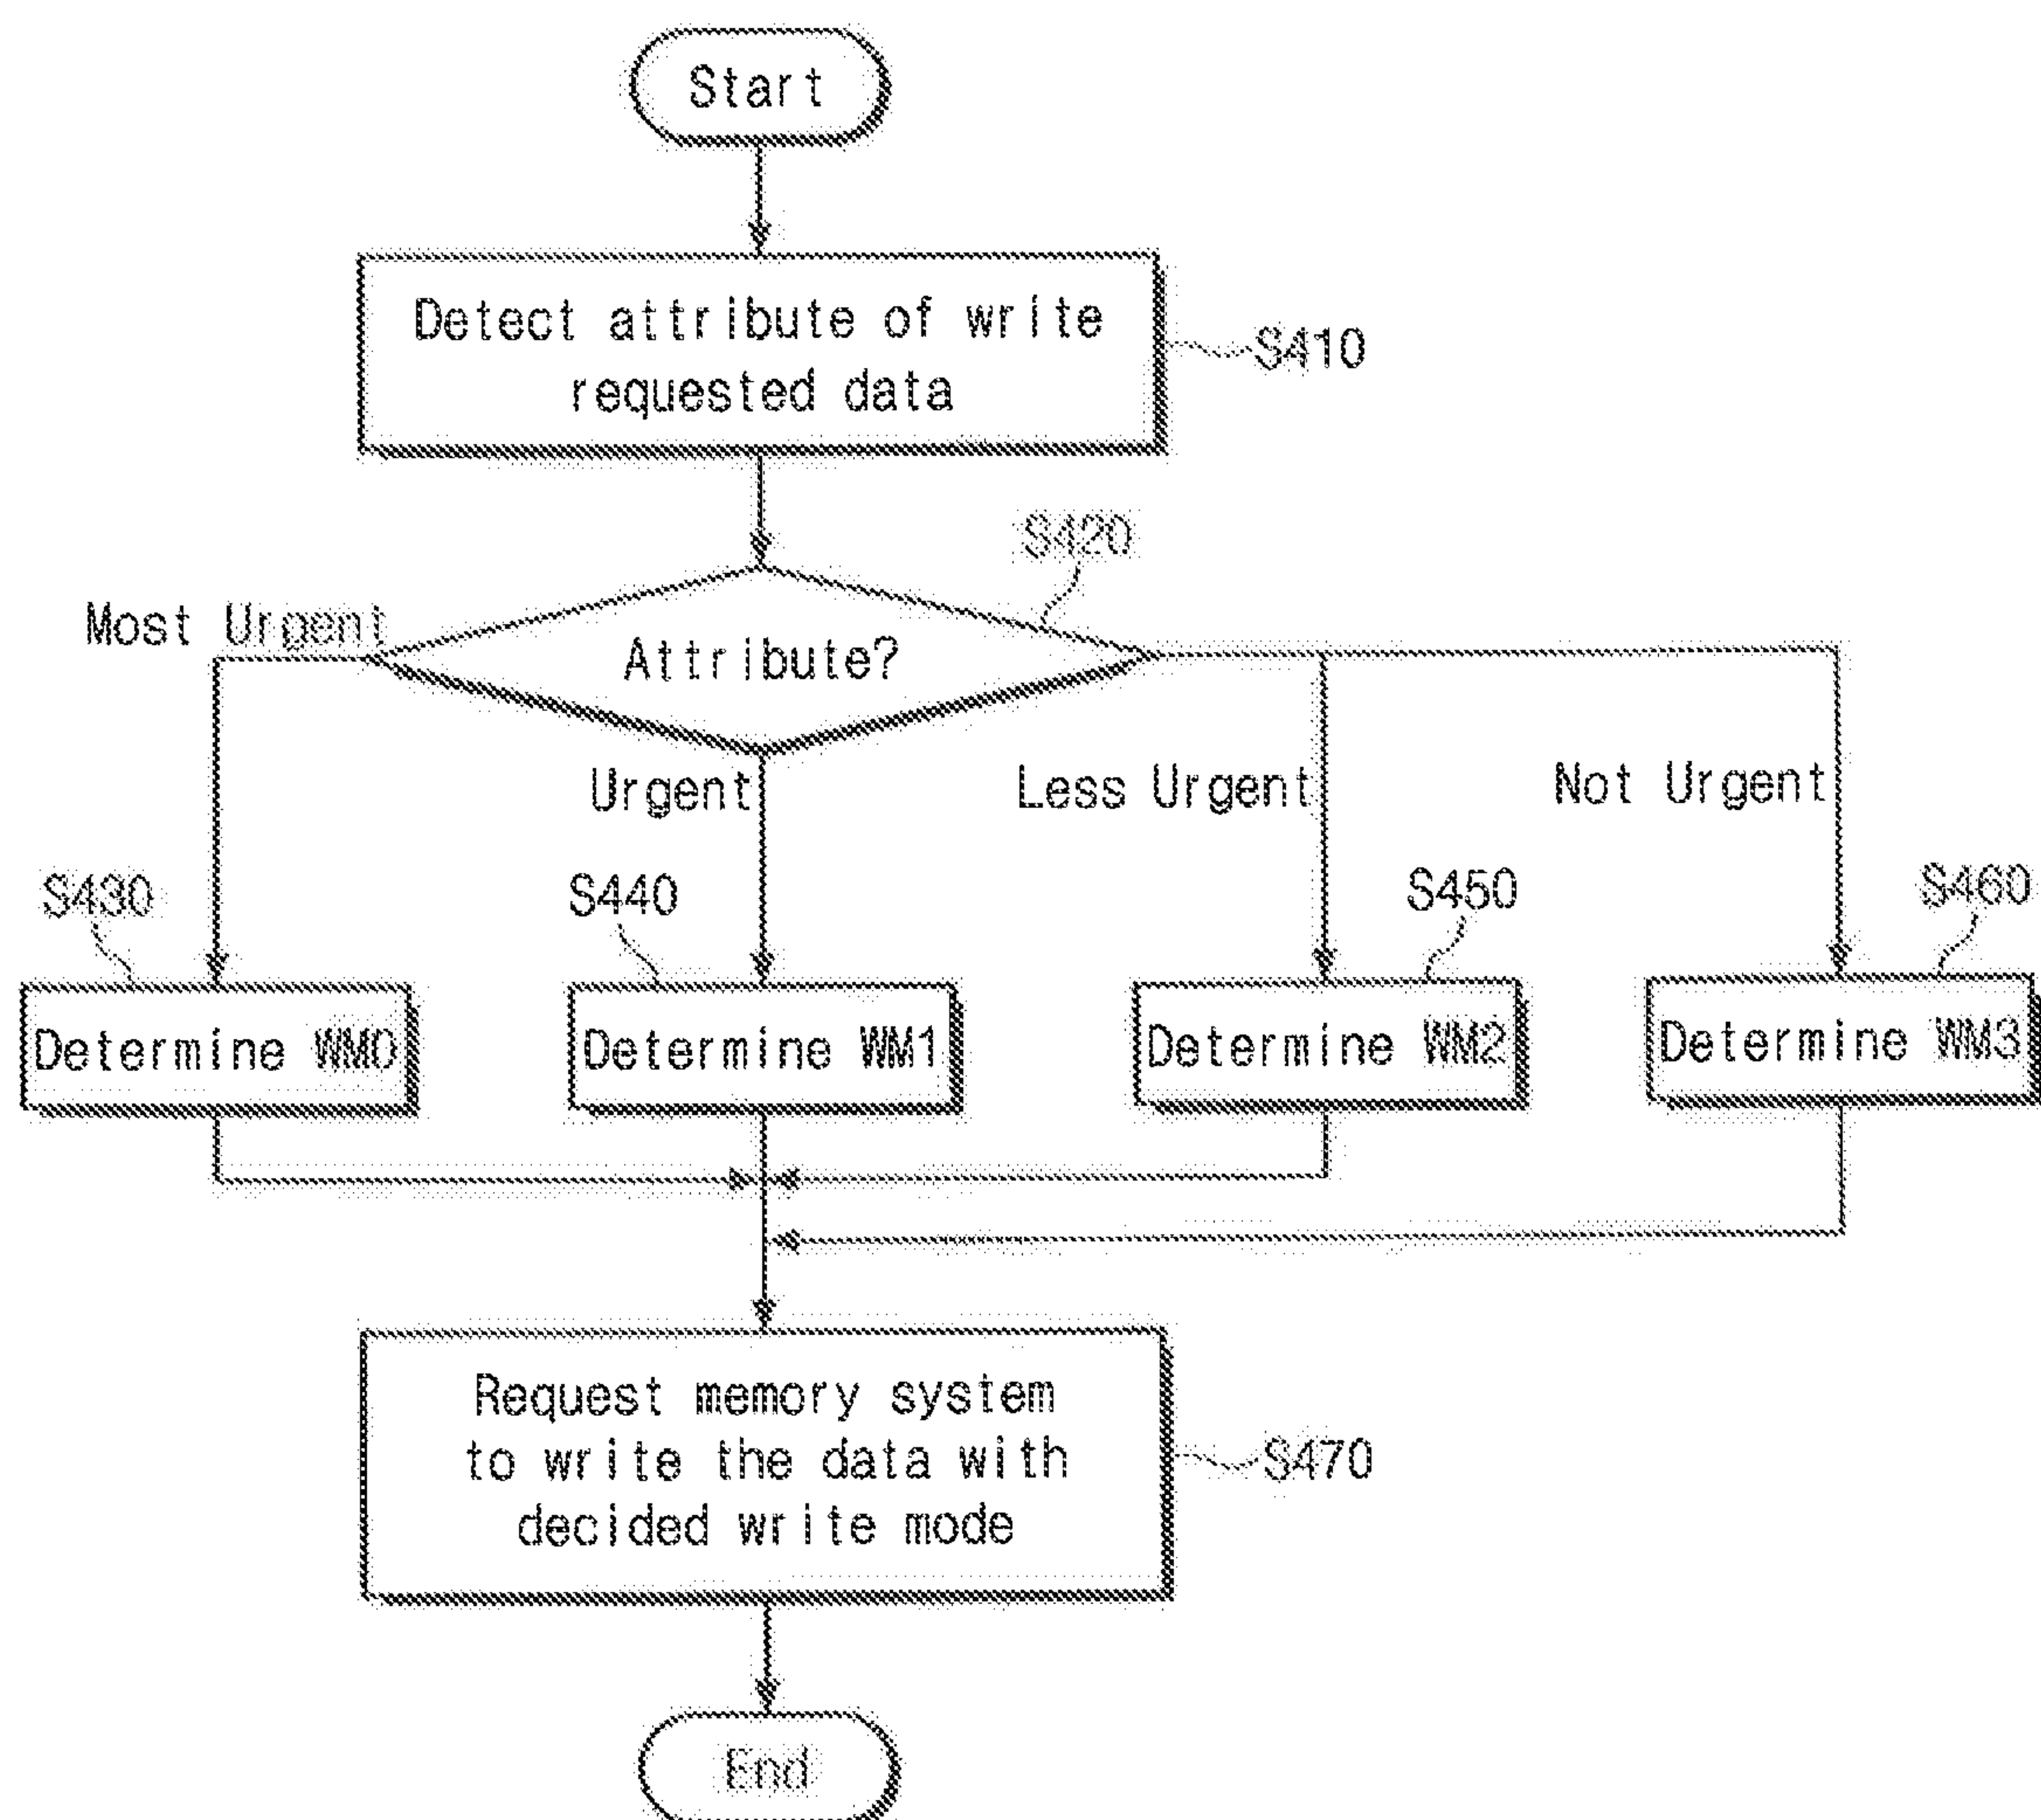 Start
Detect attribute of write
requested data
S410
S420
Most Urgent
Attribute?
Urgent
Less Urgent
Not Urgent
S430
S440
S450
S460
Determine WM0
Determine WM1
Determine WM2
Determine WM3
Request memory system
to write the data with
decided write mode
S470
End